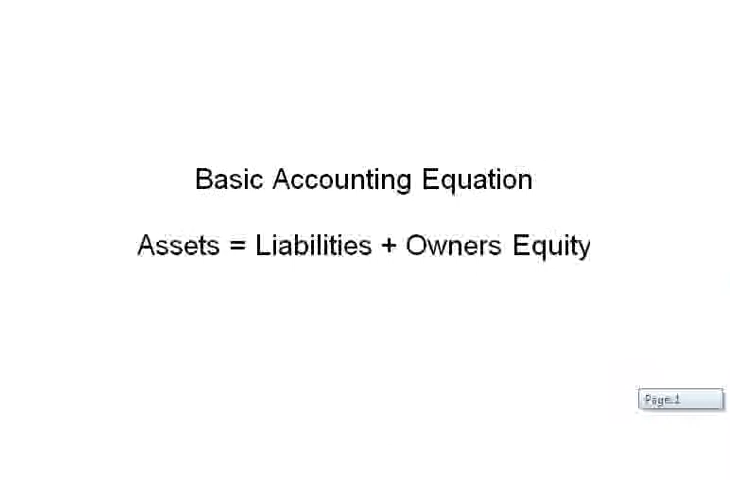 Basic Accounting Equation
Assets = Liabilities + Owners Equity
Page:1